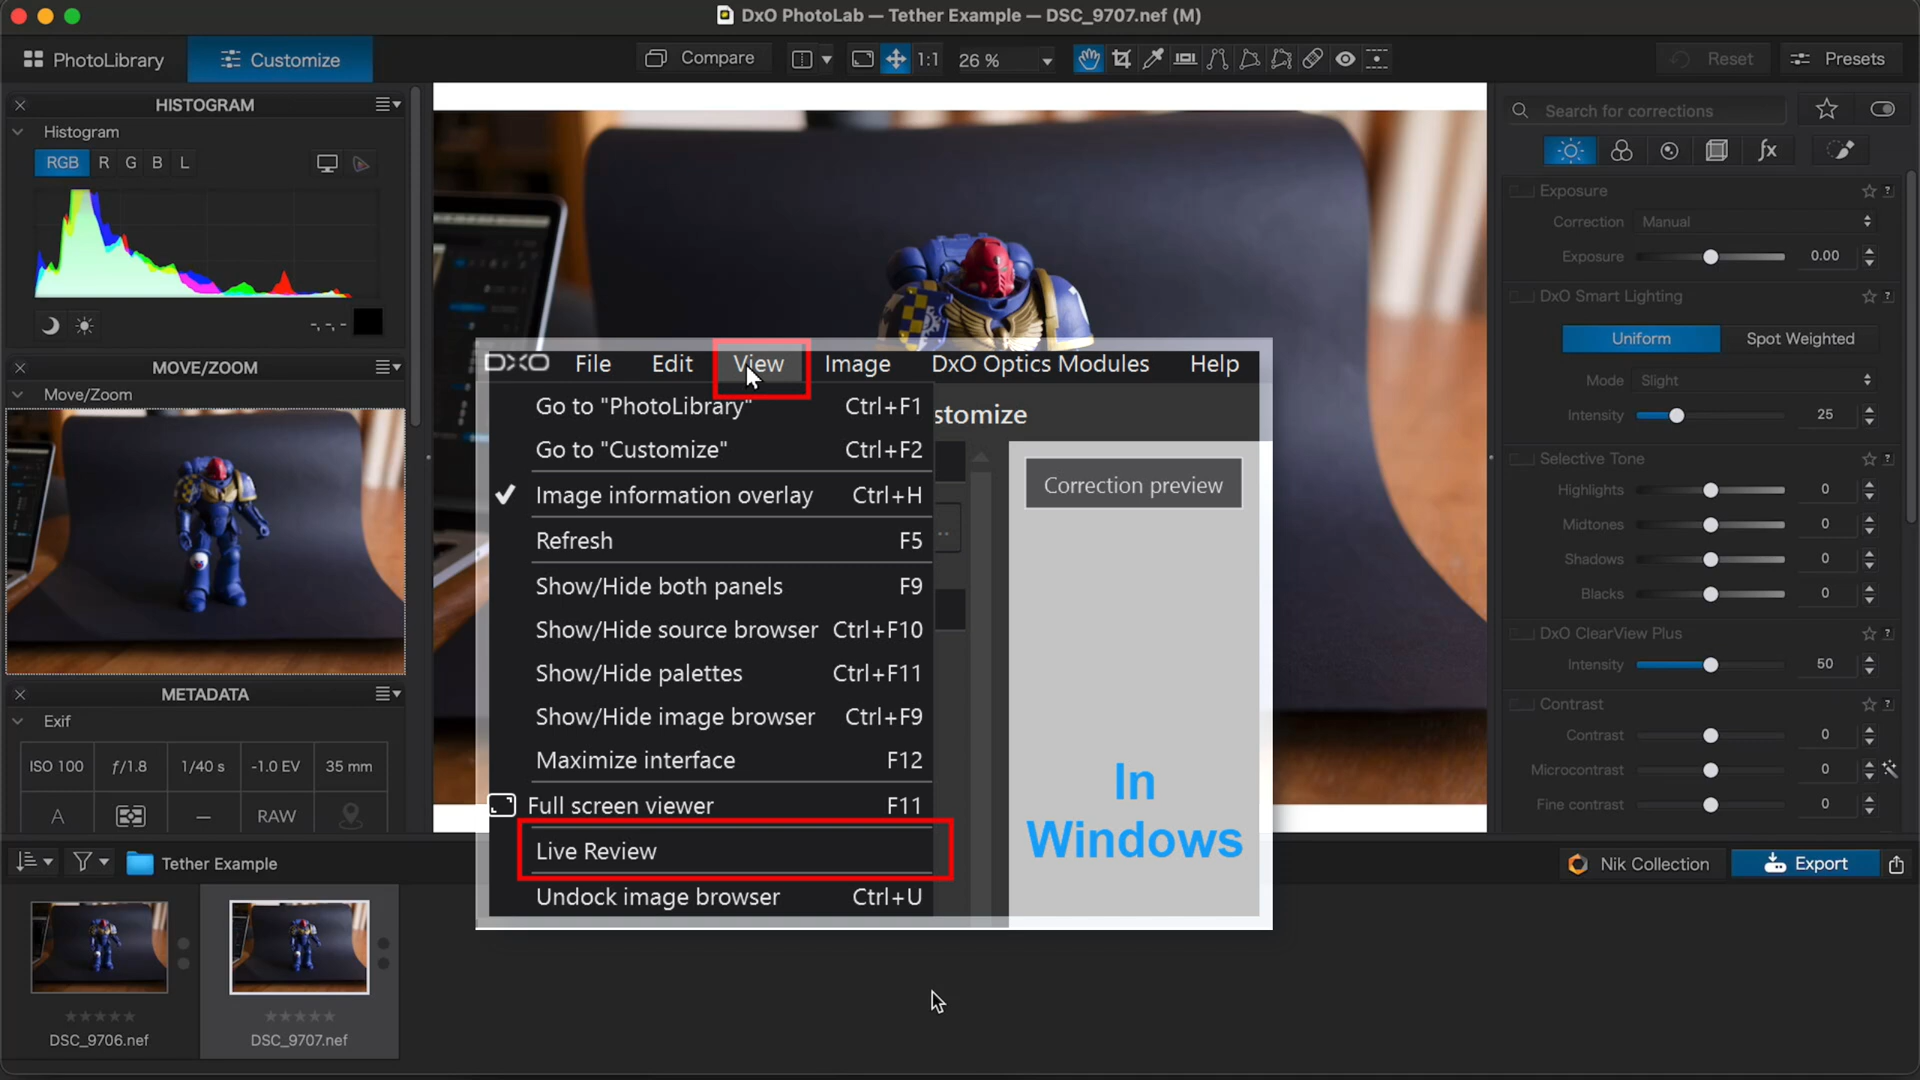 DxO PhotoLab — Tether Example — DSC_9707.nef (M)
PhotoLibrary
Customize
Compare
1:1
26 %
Reset
Presets
HISTOGRAM
Histogram
RGB R G B L
MOVE/ZOOM
Move/Zoom
METADATA
Exif
ISO 100 ƒ/1.8 1/40 s -1.0 EV 35 mm
A — RAW
DXO File Edit View Image DxO Optics Modules Help
Go to "PhotoLibrary" Ctrl+F1
stomize
Go to "Customize" Ctrl+F2
Image information overlay Ctrl+H
Correction preview
Refresh F5
Show/Hide both panels F9
Show/Hide source browser Ctrl+F10
Show/Hide palettes Ctrl+F11
Show/Hide image browser Ctrl+F9
Maximize interface F12
Full screen viewer F11
Live Review
Undock image browser Ctrl+U
In
Windows
Search for corrections
fx
Exposure ?
Correction Manual
Exposure 0.00
DxO Smart Lighting ?
Uniform Spot Weighted
Mode Slight
Intensity 25
Selective Tone ?
Highlights 0
Midtones 0
Shadows 0
Blacks 0
DxO ClearView Plus ?
Intensity 50
Contrast ?
Contrast 0
Microcontrast 0
Fine contrast 0
Tether Example
Nik Collection
Export
DSC_9706.nef
DSC_9707.nef